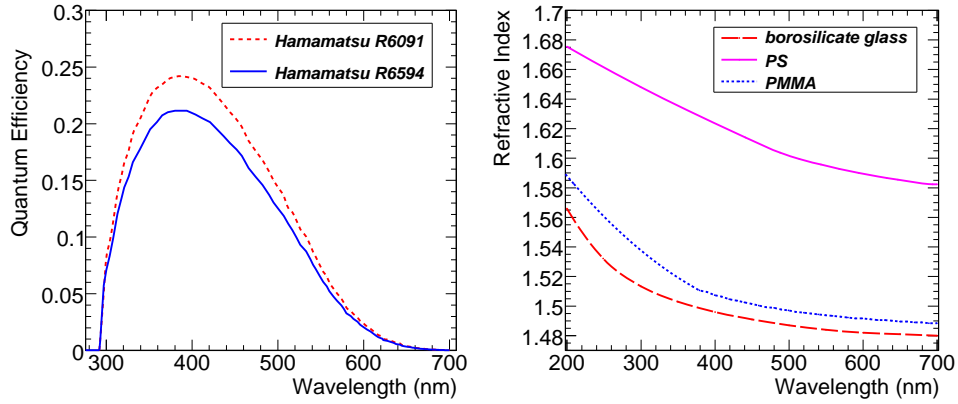 Quantum Efficiency
0.3
0.25
0.2
0.15
0.1
0.05
0
300 400 500 600 700
Wavelength (nm)
Hamamatsu R6091
Hamamatsu R6594
Refractive Index
1.7
1.68
1.66
1.64
1.62
1.6
1.58
1.56
1.54
1.52
1.5
1.48
200 300 400 500 600 700
Wavelength (nm)
borosilicate glass
PS
PMMA